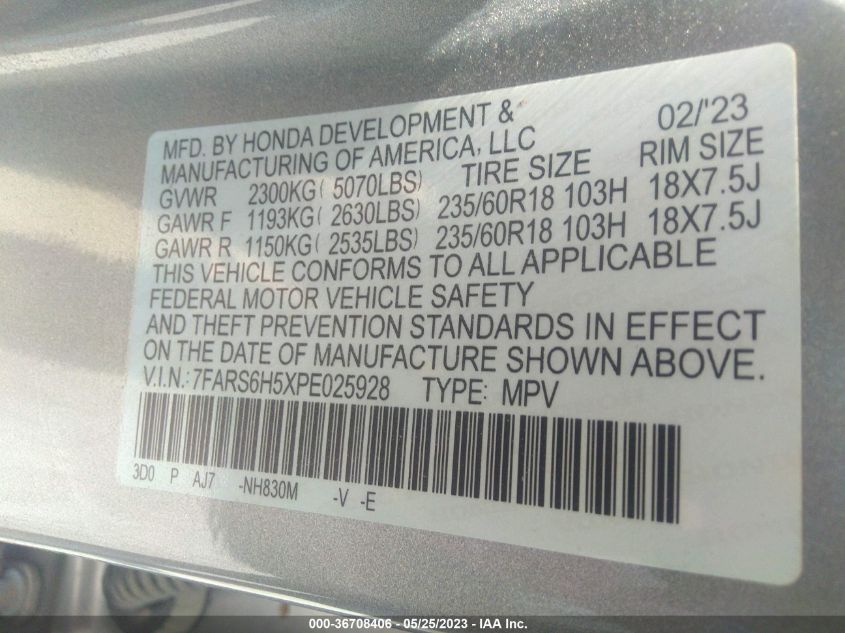 MFD. BY HONDA DEVELOPMENT & 02/'23
MANUFACTURING OF AMERICA, LLC
TIRE SIZE RIM SIZE
GVWR 2300KG( 5070LBS)
GAWR F 1193KG( 2630LBS) 235/60R18 103H 18X7.5J
GAWR R 1150KG( 2535LBS) 235/60R18 103H 18X7.5J
THIS VEHICLE CONFORMS TO ALL APPLICABLE
FEDERAL MOTOR VEHICLE SAFETY
AND THEFT PREVENTION STANDARDS IN EFFECT
ON THE DATE OF MANUFACTURE SHOWN ABOVE.
V.I.N.: 7FARS6H5XPE025928 TYPE: MPV
3D0 P AJ7 -NH830M -V -E
000-36708406 - 05/25/2023 - IAA Inc.